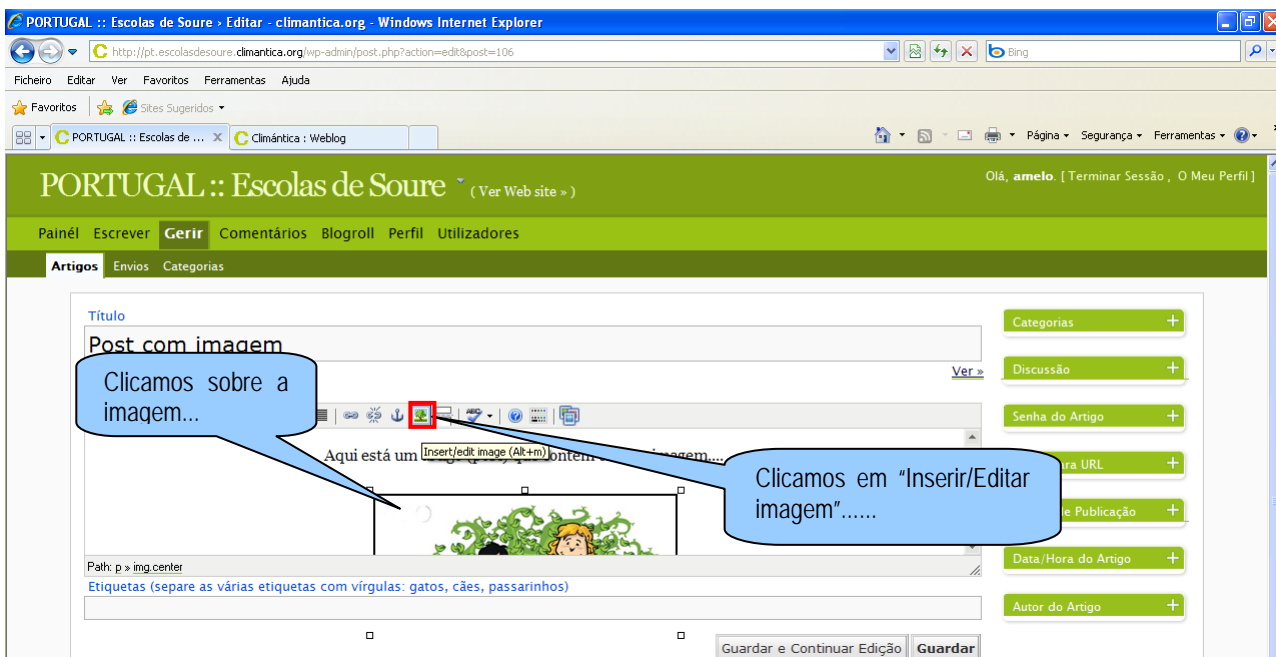 PORTUGAL :: Escolas de Soure › Editar - climantica.org - Windows Internet Explorer
http://pt.escolasdesoure.climantica.org/wp-admin/post.php?action=edit&post=106
Bing
Ficheiro Editar Ver Favoritos Ferramentas Ajuda
Favoritos Sites Sugeridos
PORTUGAL :: Escolas de ... Climántica : Weblog
Página Segurança Ferramentas
PORTUGAL :: Escolas de Soure ( Ver Web site » )
Olá, amelo. [ Terminar Sessão , O Meu Perfil ]
Painél Escrever Gerir Comentários Blogroll Perfil Utilizadores
Artigos Envios Categorias
Título
Post com imagem
Ver »
Clicamos sobre a
imagem...
ABC
Insert/edit image (Alt+m)
Aqui está um
imagem....
Clicamos em “Inserir/Editar
imagem”......
Path: p » img.center
Etiquetas (separe as várias etiquetas com vírgulas: gatos, cães, passarinhos)
Guardar e Continuar Edição Guardar
Categorias +
Discussão +
Senha do Artigo +
URL +
Publicação +
Data/Hora do Artigo +
Autor do Artigo +